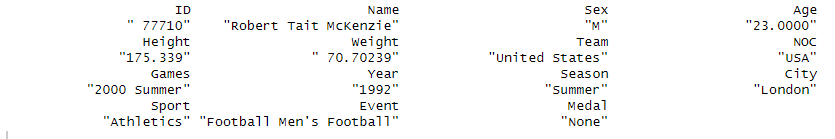 ID Name Sex Age
" 77710" "Robert Tait McKenzie" "M" "23.0000"
Height Weight Team NOC
"175.339" " 70.70239" "United States" "USA"
Games Year Season City
"2000 Summer" "1992" "Summer" "London"
Sport Event Medal
"Athletics" "Football Men's Football" "None"